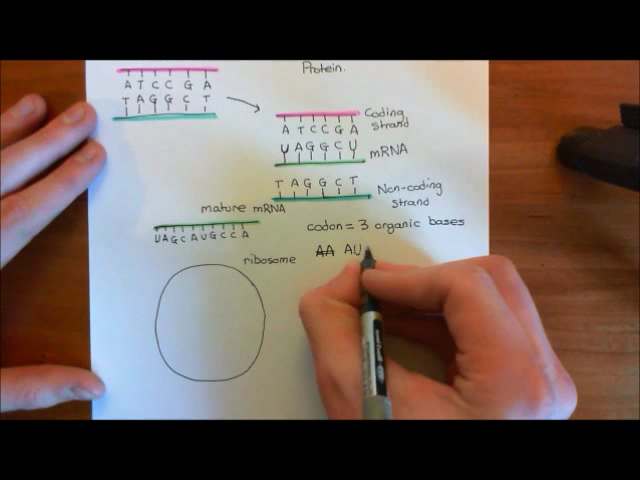 Protein.
A T C C G A
T A G G C T
Coding
strand
A T C C G A
U A G G C U
mRNA
T A G G C T
Non-coding
strand
mature mRNA
U A G C A U G C C A
codon = 3 organic bases
AA AU
ribosome